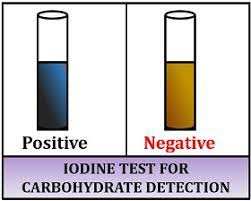 Positive Negative
IODINE TEST FOR
CARBOHYDRATE DETECTION